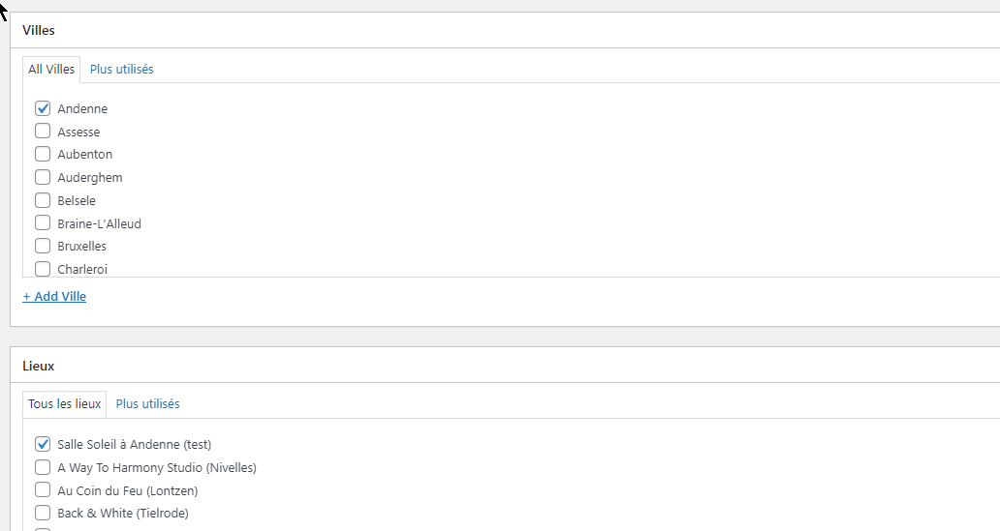 Villes
All Villes Plus utilisés
Andenne
Assesse
Aubenton
Auderghem
Belsele
Braine-L'Alleud
Bruxelles
Charleroi
+ Add Ville
Lieux
Tous les lieux Plus utilisés
Salle Soleil à Andenne (test)
A Way To Harmony Studio (Nivelles)
Au Coin du Feu (Lontzen)
Back & White (Tielrode)